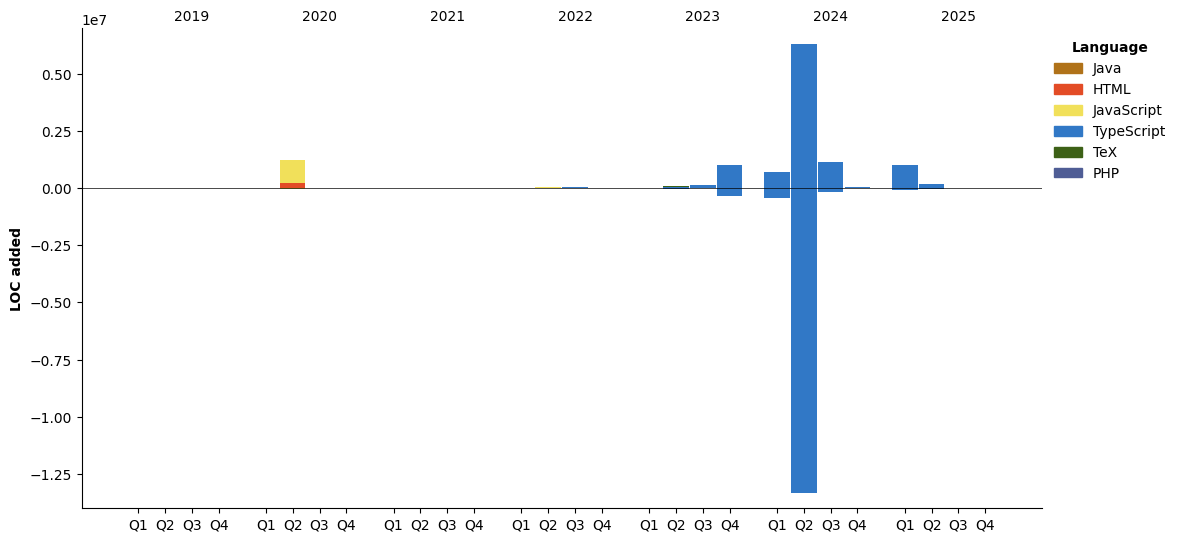 1e7
2019 2020 2021 2022 2023 2024 2025
Language
Java
HTML
JavaScript
TypeScript
TeX
PHP
LOC added
0.50
0.25
0.00
−0.25
−0.50
−0.75
−1.00
−1.25
Q1 Q2 Q3 Q4 Q1 Q2 Q3 Q4 Q1 Q2 Q3 Q4 Q1 Q2 Q3 Q4 Q1 Q2 Q3 Q4 Q1 Q2 Q3 Q4 Q1 Q2 Q3 Q4